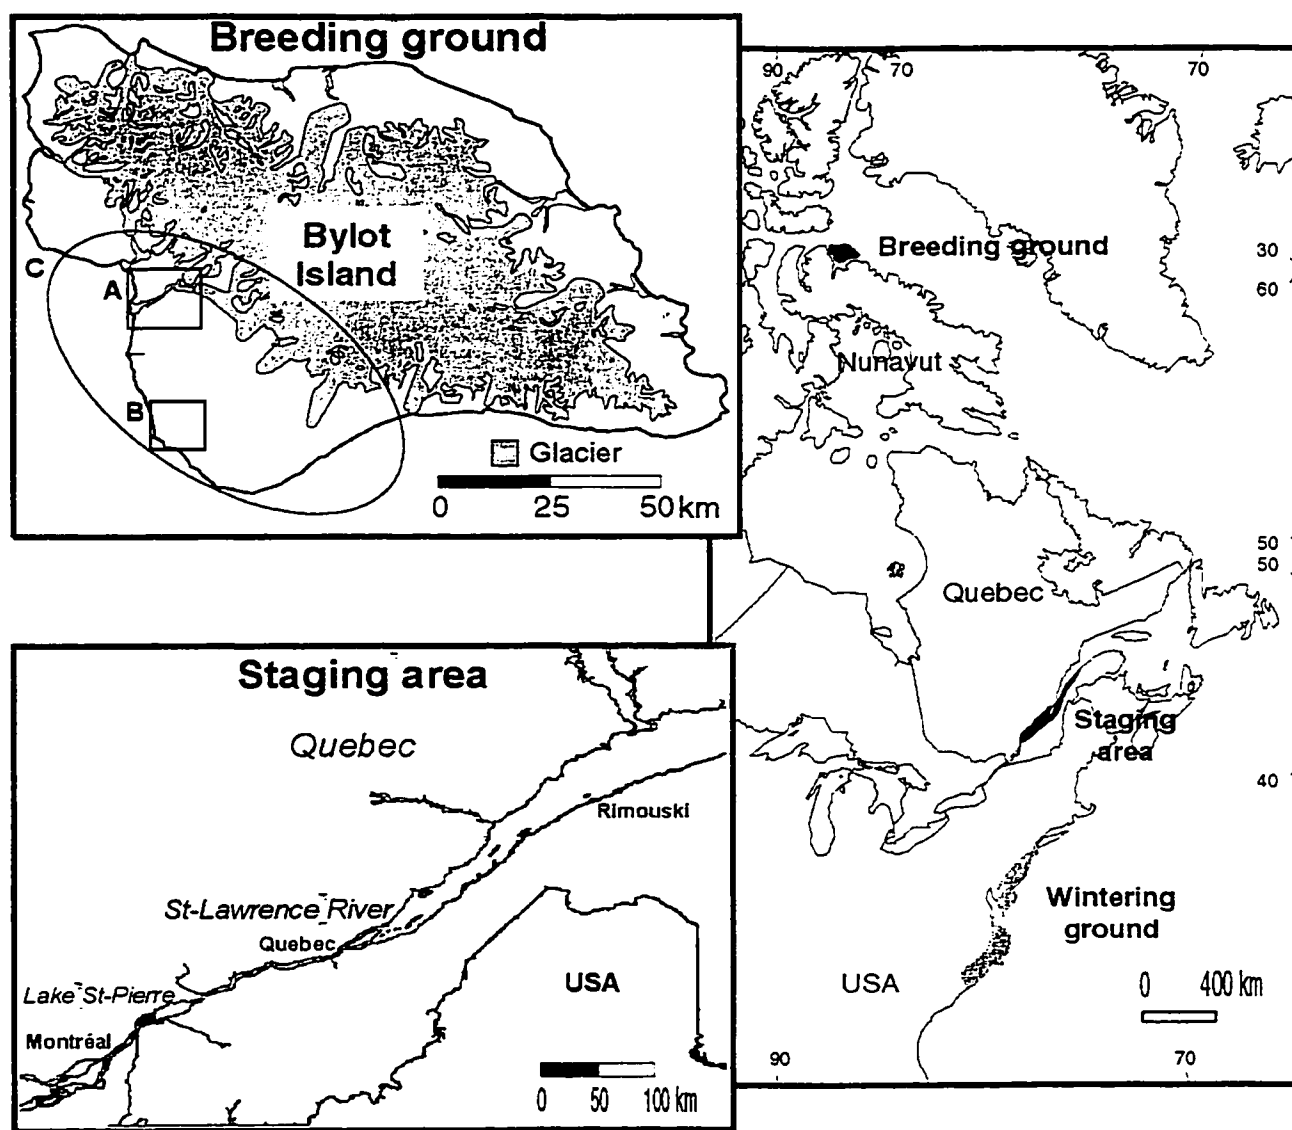 Breeding ground
Bylot
Island
C
A
B
Glacier
0 25 50 km
90 70 70
Breeding ground
30
60
Nunavut
50
50
Quebec
Staging
area
40
Wintering
ground
USA
0 400 km
90 70
Staging area
Quebec
Rimouski
St-Lawrence River
Quebec
USA
Lake St-Pierre
Montréal
0 50 100 km